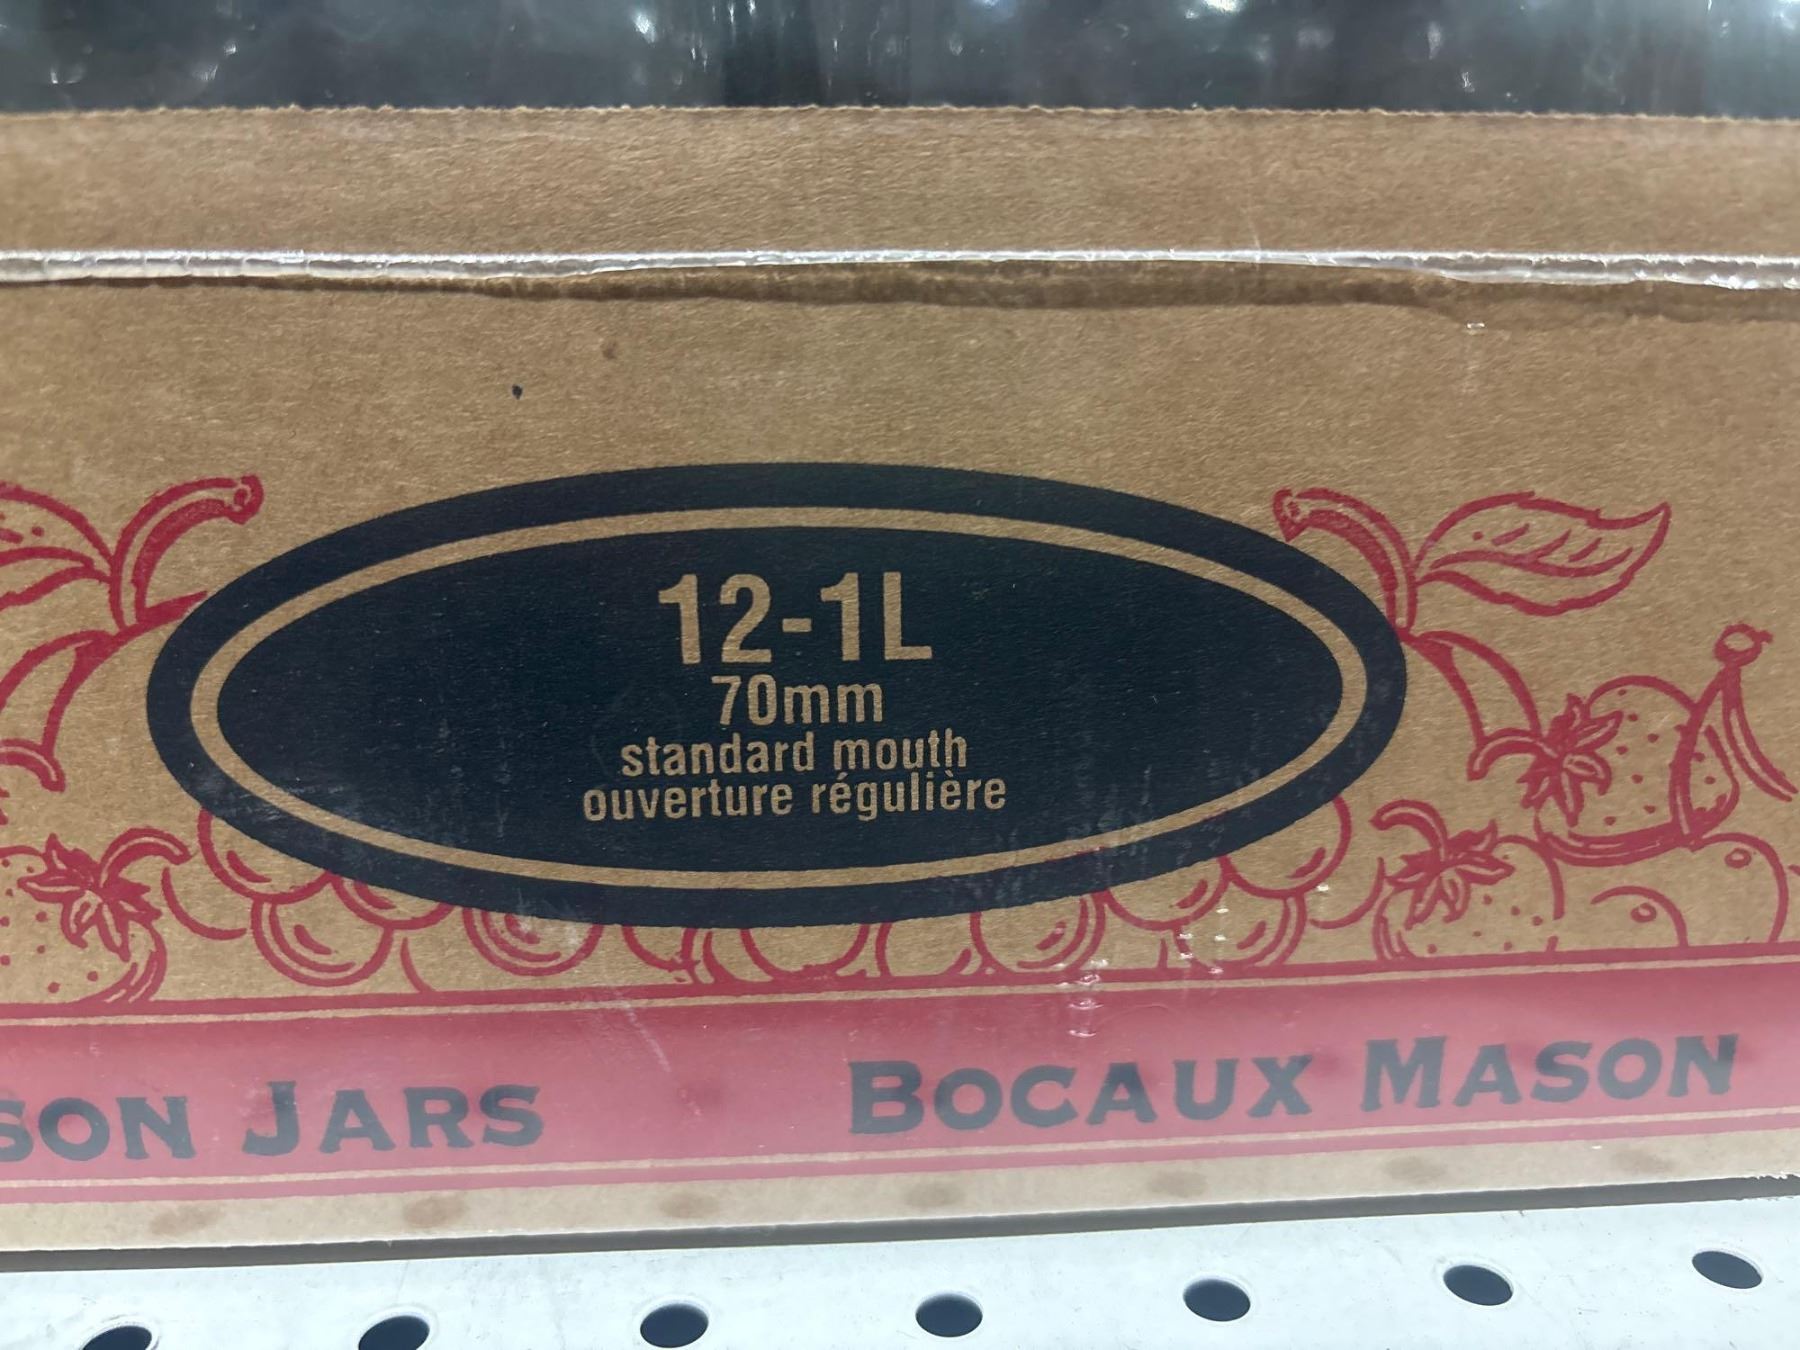 12-1L
70mm
standard mouth
ouverture régulière
SON JARS BOCAUX MASON